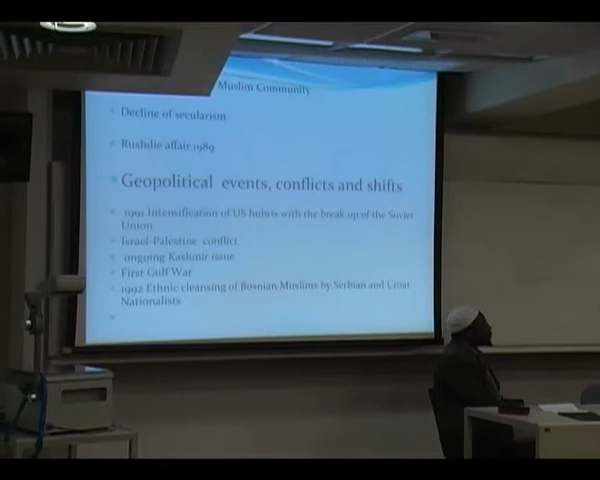 Muslim Community
Decline of secularism
Rushdie affair 1989
Geopolitical events, conflicts and shifts
1991 Intensification of US hubris with the break up of the Soviet
Union
Israel-Palestine conflict
ongoing Kashmir issue
First Gulf War
1992 Ethnic cleansing of Bosnian Muslims by Serbian and Croat
Nationalists